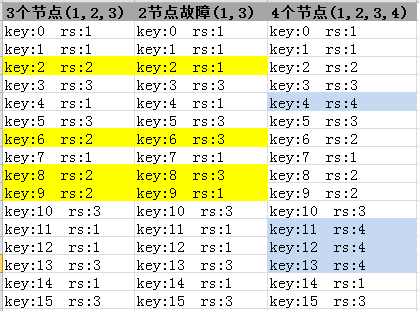 3个节点(1,2,3) 2节点故障(1,3) 4个节点(1,2,3,4)
key:0 rs:1 key:0 rs:1 key:0 rs:1
key:1 rs:1 key:1 rs:1 key:1 rs:1
key:2 rs:2 key:2 rs:1 key:2 rs:2
key:3 rs:3 key:3 rs:3 key:3 rs:3
key:4 rs:1 key:4 rs:1 key:4 rs:4
key:5 rs:3 key:5 rs:3 key:5 rs:3
key:6 rs:2 key:6 rs:3 key:6 rs:2
key:7 rs:1 key:7 rs:1 key:7 rs:1
key:8 rs:2 key:8 rs:3 key:8 rs:2
key:9 rs:2 key:9 rs:1 key:9 rs:2
key:10 rs:3 key:10 rs:3 key:10 rs:3
key:11 rs:1 key:11 rs:1 key:11 rs:4
key:12 rs:1 key:12 rs:1 key:12 rs:4
key:13 rs:3 key:13 rs:3 key:13 rs:4
key:14 rs:1 key:14 rs:1 key:14 rs:1
key:15 rs:3 key:15 rs:3 key:15 rs:3